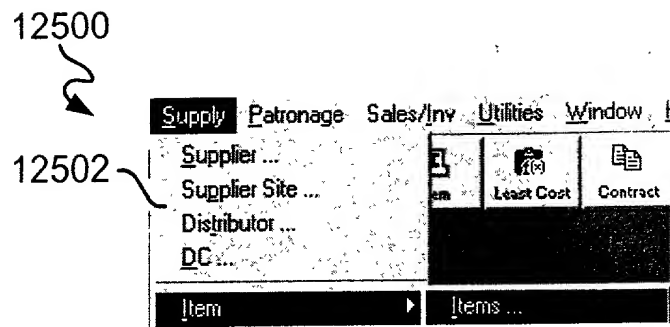 12500
Supply Patronage Sales/Inv Utilities Window
12502
Supplier ...
Supplier Site ...
Distributor ...
DC ...
Least Cost Contract
Item Items ...